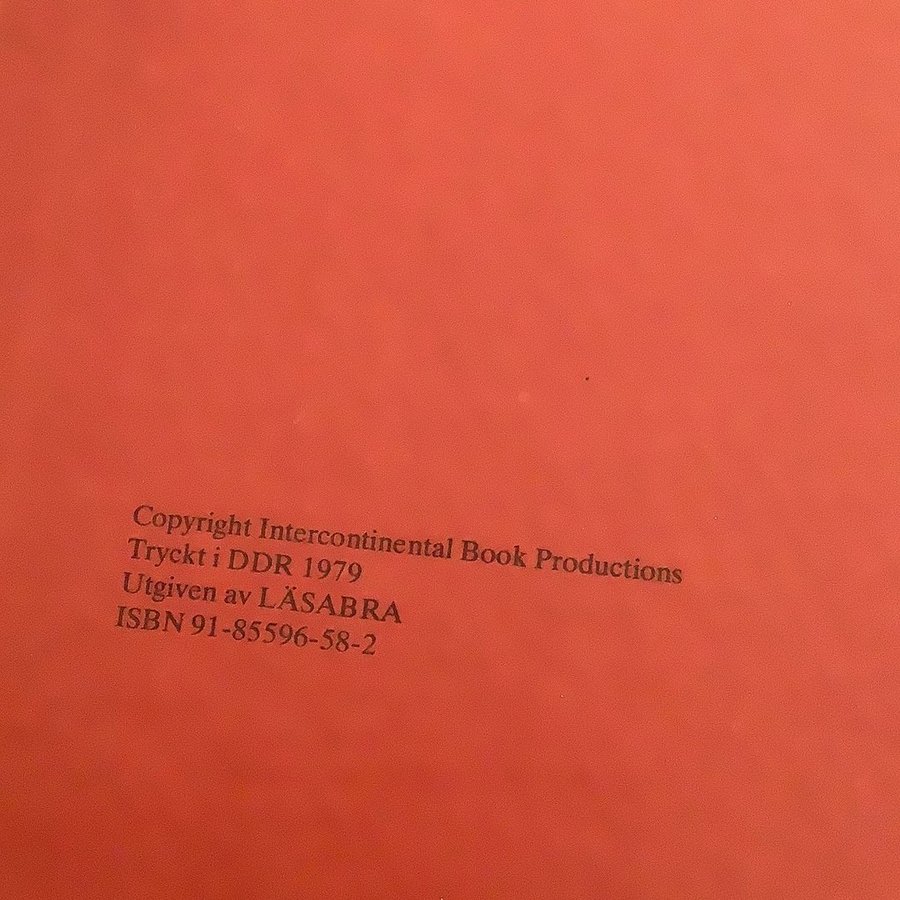 Copyright Intercontinental Book Productions
Tryckt i DDR 1979
Utgiven av LÄSABRA
ISBN 91-85596-58-2